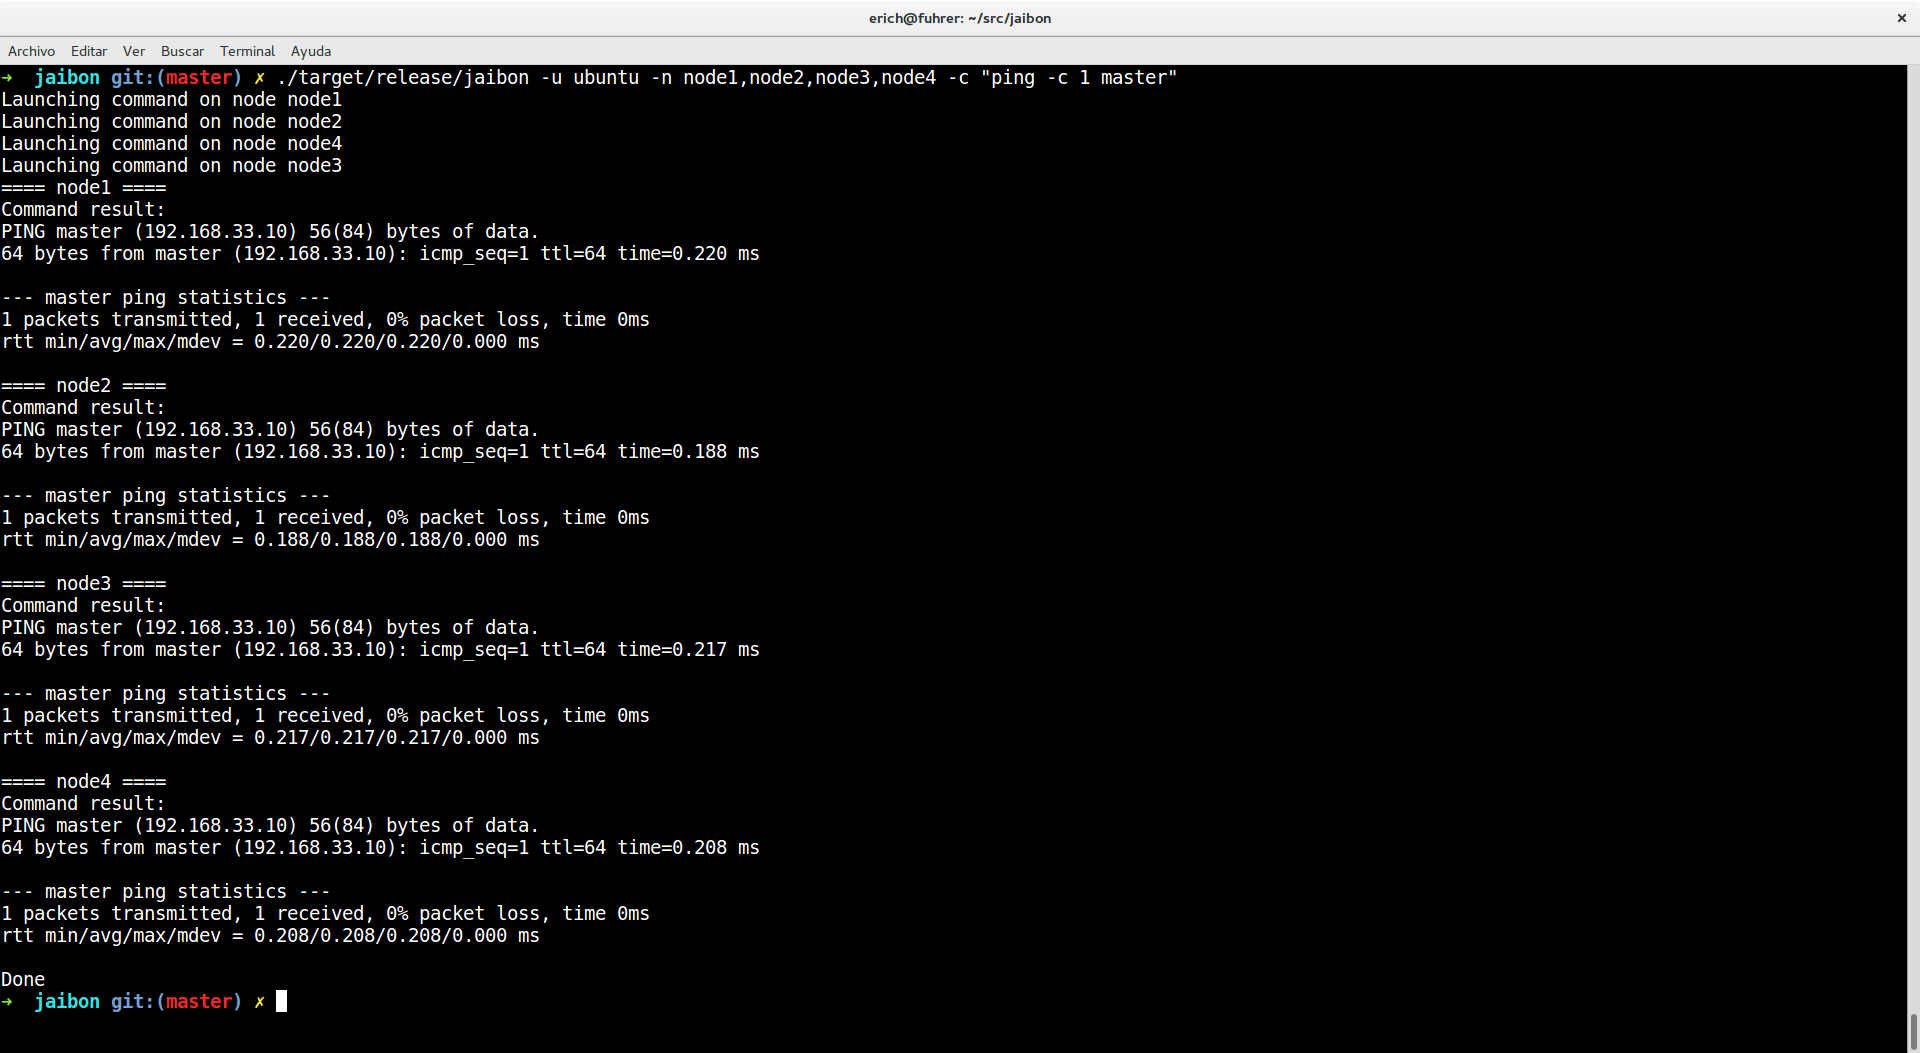 erich@fuhrer: ~/src/jaibon ×
Archivo Editar Ver Buscar Terminal Ayuda
➜  jaibon git:(master) ✗ ./target/release/jaibon -u ubuntu -n node1,node2,node3,node4 -c "ping -c 1 master"
Launching command on node node1
Launching command on node node2
Launching command on node node4
Launching command on node node3
==== node1 ====
Command result:
PING master (192.168.33.10) 56(84) bytes of data.
64 bytes from master (192.168.33.10): icmp_seq=1 ttl=64 time=0.220 ms

--- master ping statistics ---
1 packets transmitted, 1 received, 0% packet loss, time 0ms
rtt min/avg/max/mdev = 0.220/0.220/0.220/0.000 ms

==== node2 ====
Command result:
PING master (192.168.33.10) 56(84) bytes of data.
64 bytes from master (192.168.33.10): icmp_seq=1 ttl=64 time=0.188 ms

--- master ping statistics ---
1 packets transmitted, 1 received, 0% packet loss, time 0ms
rtt min/avg/max/mdev = 0.188/0.188/0.188/0.000 ms

==== node3 ====
Command result:
PING master (192.168.33.10) 56(84) bytes of data.
64 bytes from master (192.168.33.10): icmp_seq=1 ttl=64 time=0.217 ms

--- master ping statistics ---
1 packets transmitted, 1 received, 0% packet loss, time 0ms
rtt min/avg/max/mdev = 0.217/0.217/0.217/0.000 ms

==== node4 ====
Command result:
PING master (192.168.33.10) 56(84) bytes of data.
64 bytes from master (192.168.33.10): icmp_seq=1 ttl=64 time=0.208 ms

--- master ping statistics ---
1 packets transmitted, 1 received, 0% packet loss, time 0ms
rtt min/avg/max/mdev = 0.208/0.208/0.208/0.000 ms

Done
➜  jaibon git:(master) ✗